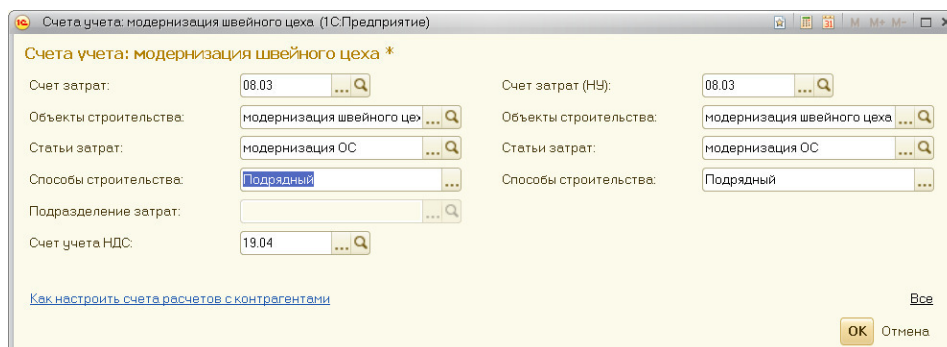 Счета учета: модернизация швейного цеха (1С:Предприятие) M M+ M-
Счета учета: модернизация швейного цеха *
Счет затрат: 08.03 ... Счет затрат (НУ): 08.03 ...
Объекты строительства: модернизация швейного цех ... Объекты строительства: модернизация швейного цеха ...
Статьи затрат: модернизация ОС ... Статьи затрат: модернизация ОС ...
Способы строительства: Подрядный ... Способы строительства: Подрядный ...
Подразделение затрат: ...
Счет учета НДС: 19.04 ...
Как настроить счета расчетов с контрагентами Все
ОК Отмена